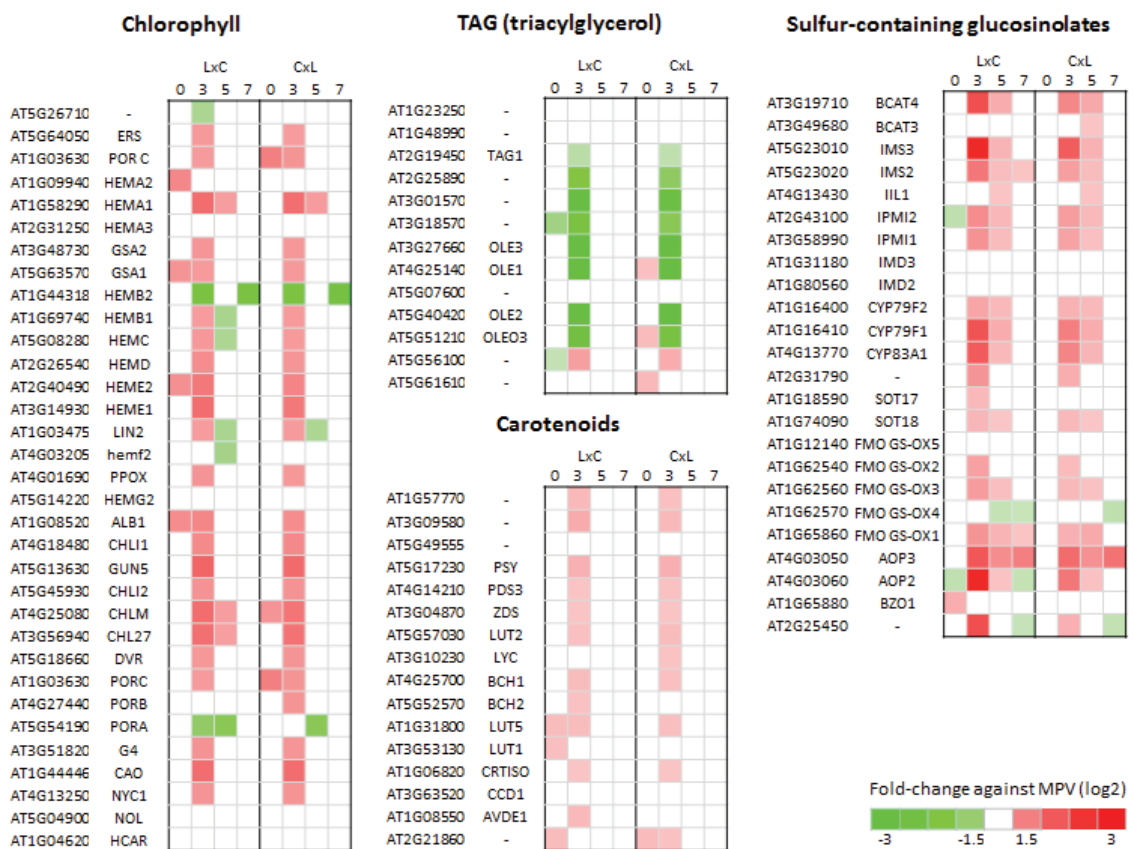 Chlorophyll
LxC CxL
0 3 5 7 0 3 5 7
AT5G26710 -
AT5G64050 ERS
AT1G03630 POR C
AT1G09940 HEMA2
AT1G58290 HEMA1
AT2G31250 HEMA3
AT3G48730 GSA2
AT5G63570 GSA1
AT1G44318 HEMB2
AT1G69740 HEMB1
AT5G08280 HEMC
AT2G26540 HEMD
AT2G40490 HEME2
AT3G14930 HEME1
AT1G03475 LIN2
AT4G03205 hemf2
AT4G01690 PPOX
AT5G14220 HEMG2
AT1G08520 ALB1
AT4G18480 CHLI1
AT5G13630 GUN5
AT5G45930 CHLI2
AT4G25080 CHLM
AT3G56940 CHL27
AT5G18660 DVR
AT1G03630 PORC
AT4G27440 PORB
AT5G54190 PORA
AT3G51820 G4
AT1G44446 CAO
AT4G13250 NYC1
AT5G04900 NOL
AT1G04620 HCAR
TAG (triacylglycerol)
LxC CxL
0 3 5 7 0 3 5 7
AT1G23250 -
AT1G48990 -
AT2G19450 TAG1
AT2G25890 -
AT3G01570 -
AT3G18570 -
AT3G27660 OLE3
AT4G25140 OLE1
AT5G07600 -
AT5G40420 OLE2
AT5G51210 OLEO3
AT5G56100 -
AT5G61610 -
Carotenoids
LxC CxL
0 3 5 7 0 3 5 7
AT1G57770 -
AT3G09580 -
AT5G49555 -
AT5G17230 PSY
AT4G14210 PDS3
AT3G04870 ZDS
AT5G57030 LUT2
AT3G10230 LYC
AT4G25700 BCH1
AT5G52570 BCH2
AT1G31800 LUT5
AT3G53130 LUT1
AT1G06820 CRTISO
AT3G63520 CCD1
AT1G08550 AVDE1
AT2G21860 -
Sulfur-containing glucosinolates
LxC CxL
0 3 5 7 0 3 5 7
AT3G19710 BCAT4
AT3G49680 BCAT3
AT5G23010 IMS3
AT5G23020 IMS2
AT4G13430 IIL1
AT2G43100 IPMI2
AT3G58990 IPMI1
AT1G31180 IMD3
AT1G80560 IMD2
AT1G16400 CYP79F2
AT1G16410 CYP79F1
AT4G13770 CYP83A1
AT2G31790 -
AT1G18590 SOT17
AT1G74090 SOT18
AT1G12140 FMO GS-OX5
AT1G62540 FMO GS-OX2
AT1G62560 FMO GS-OX3
AT1G62570 FMO GS-OX4
AT1G65860 FMO GS-OX1
AT4G03050 AOP3
AT4G03060 AOP2
AT1G65880 BZO1
AT2G25450 -
Fold-change against MPV (log2)
-3 -1.5 1.5 3